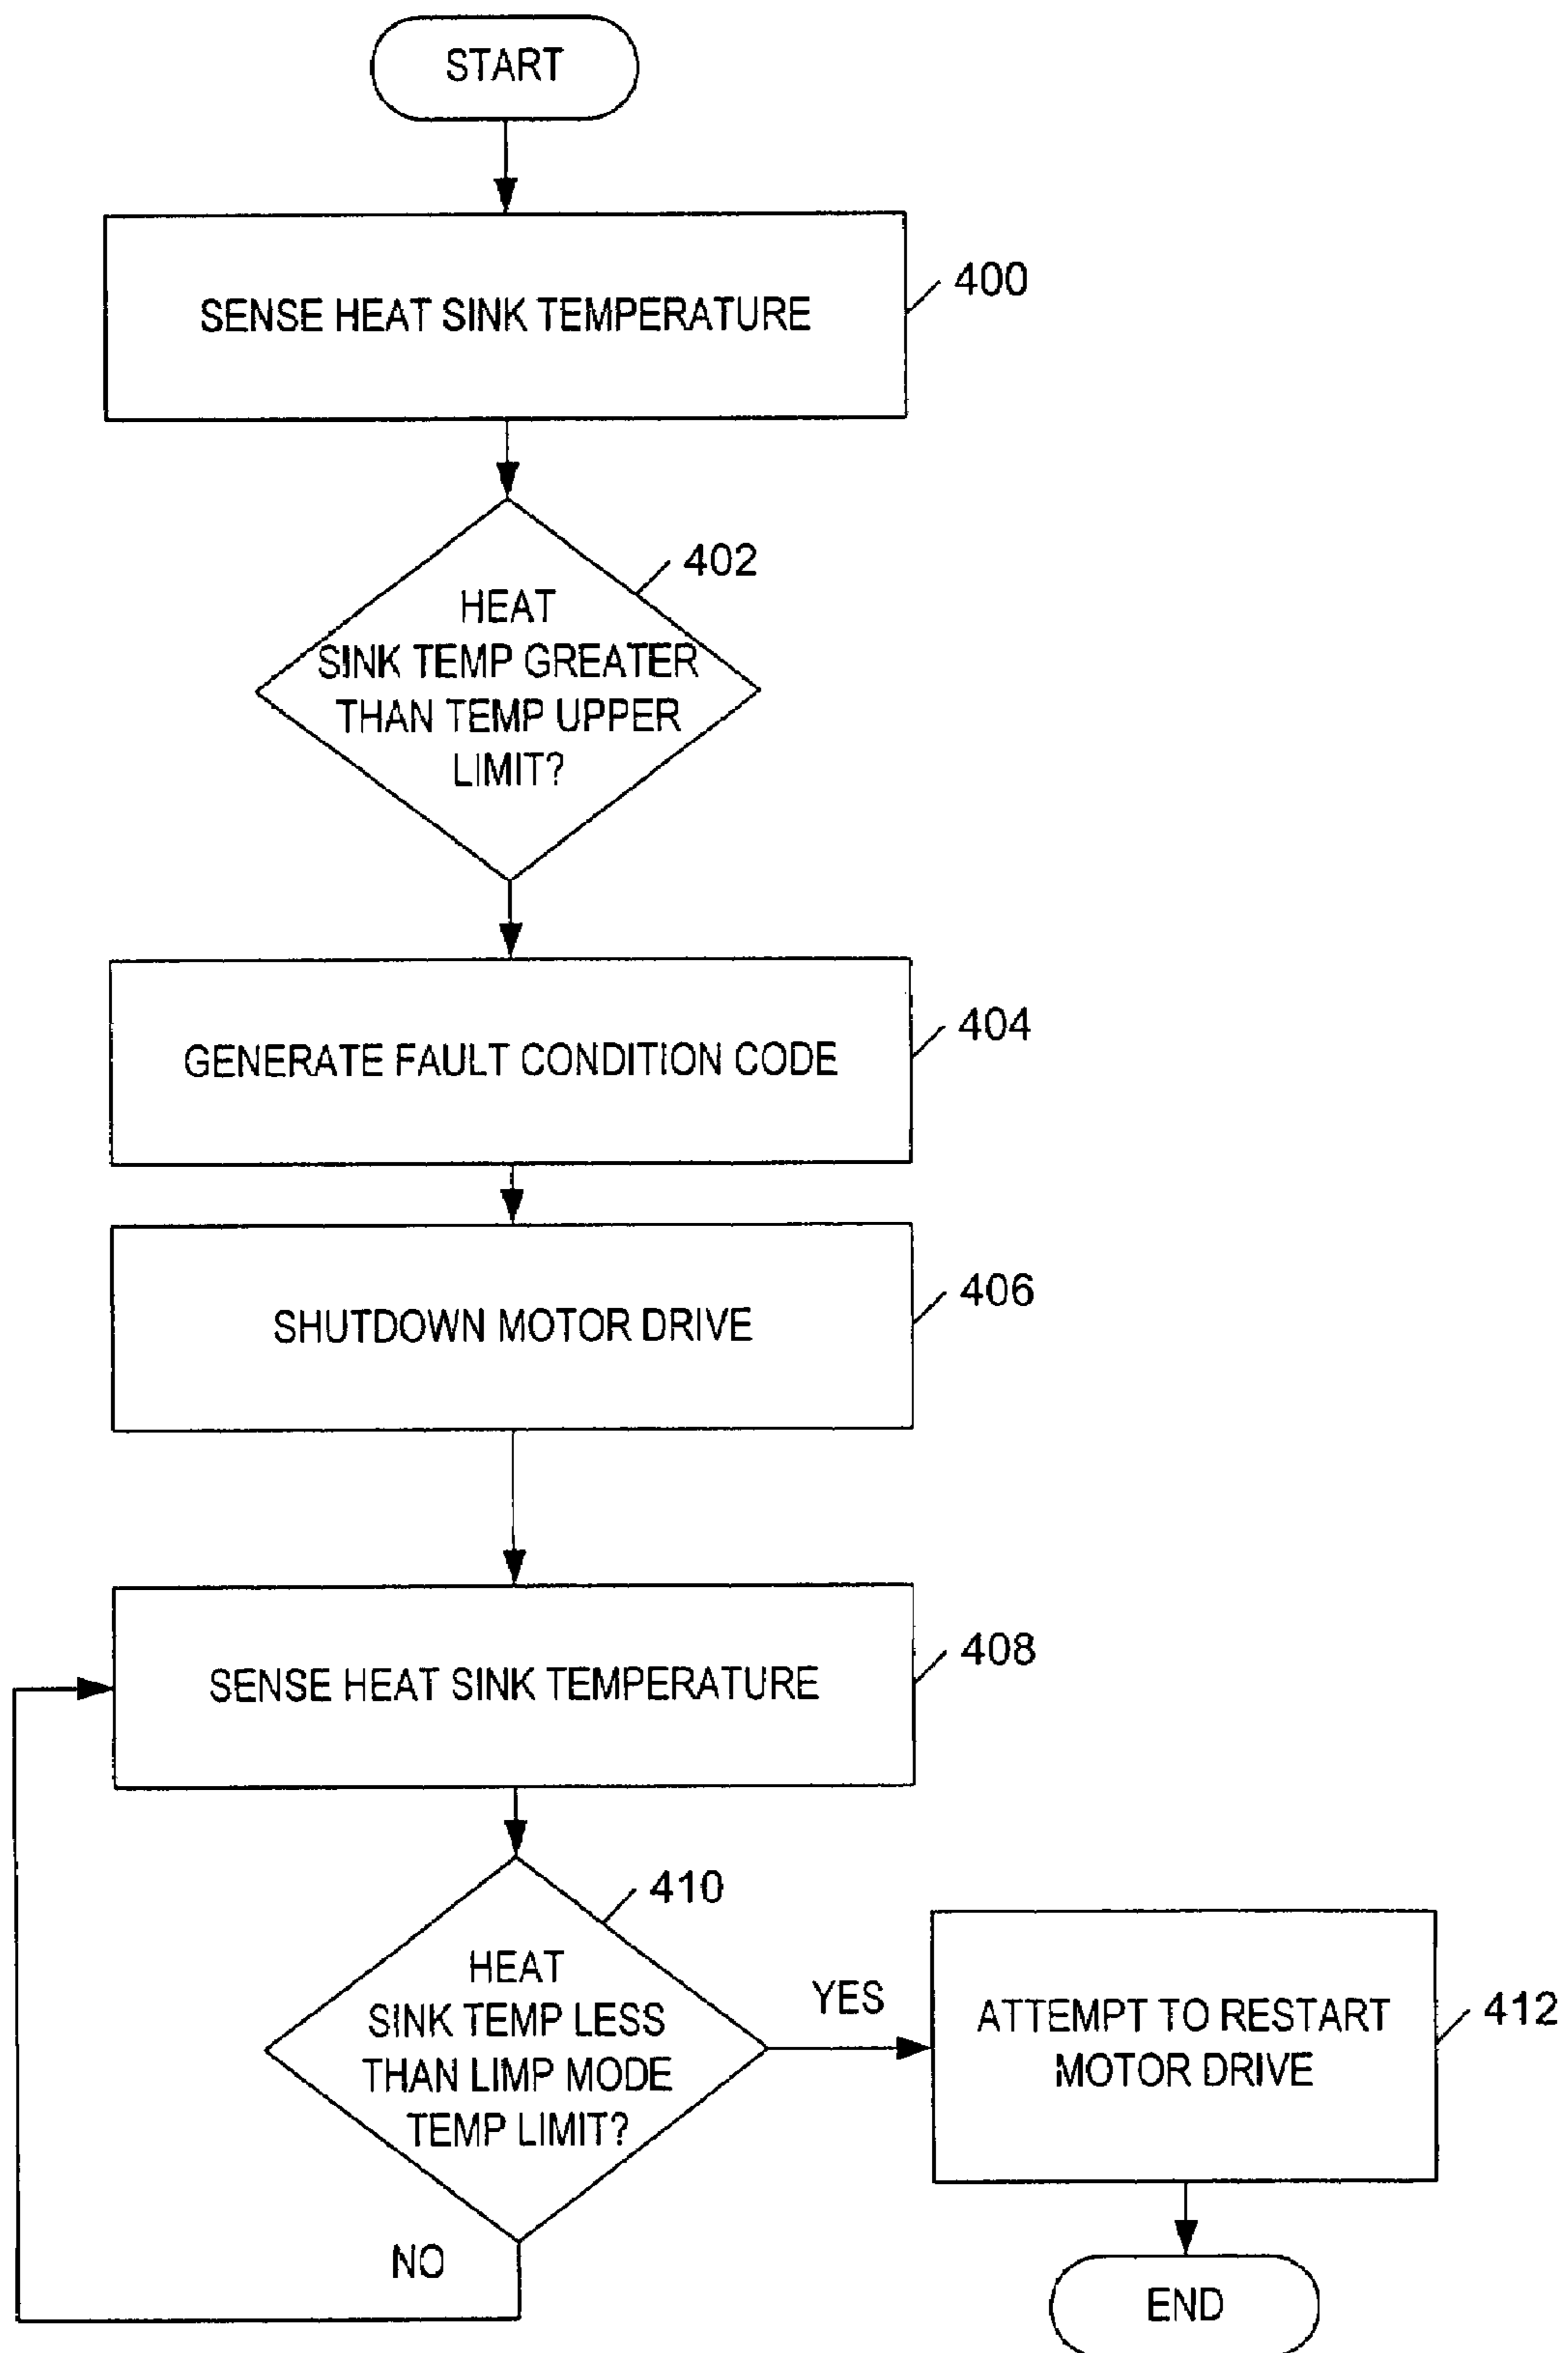 START
SENSE HEAT SINK TEMPERATURE
400
402
HEAT
SINK TEMP GREATER
THAN TEMP UPPER
LIMIT?
GENERATE FAULT CONDITION CODE
404
SHUTDOWN MOTOR DRIVE
406
SENSE HEAT SINK TEMPERATURE
408
410
HEAT
SINK TEMP LESS
THAN LIMP MODE
TEMP LIMIT?
YES
ATTEMPT TO RESTART
MOTOR DRIVE
412
NO
END